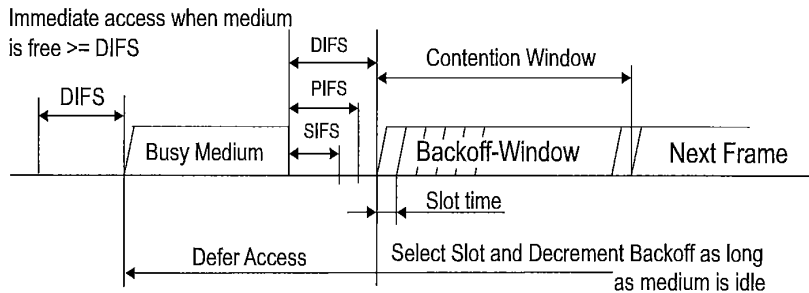 Immediate access when medium
is free >= DIFS
DIFS
DIFS
PIFS
SIFS
Contention Window
Busy Medium
Backoff-Window
Next Frame
Slot time
Defer Access
Select Slot and Decrement Backoff as long
as medium is idle